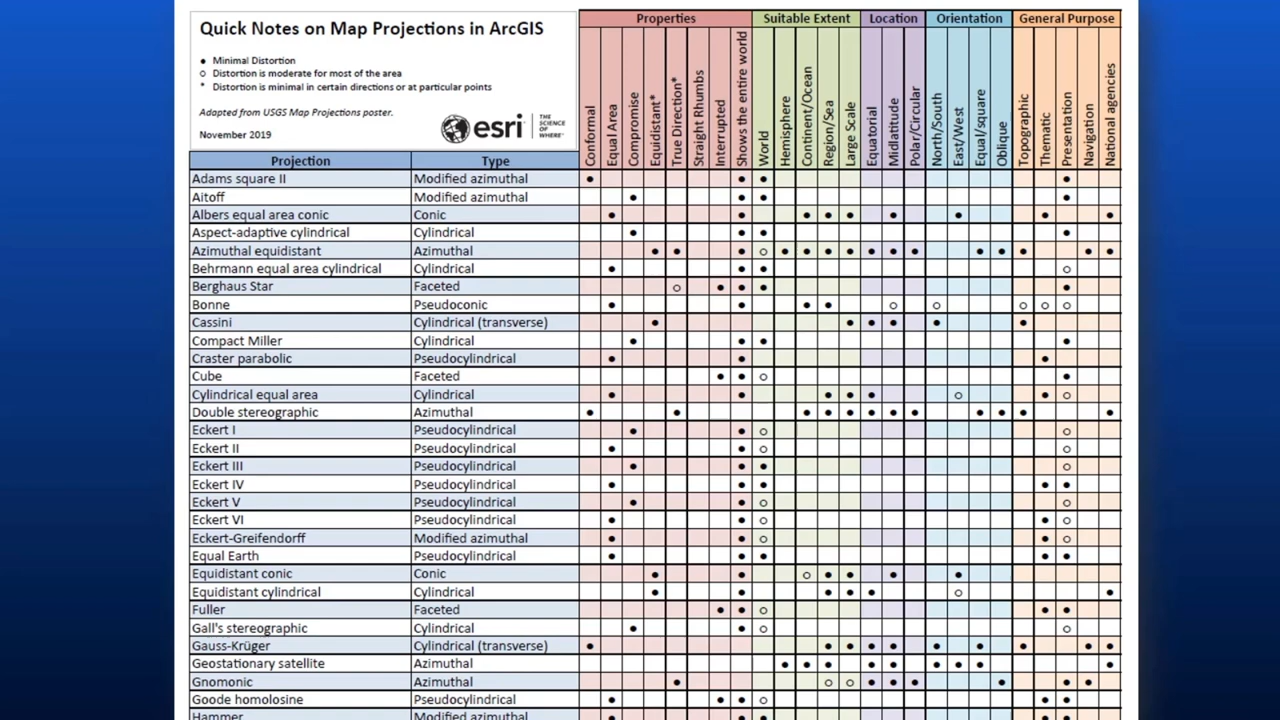 Quick Notes on Map Projections in ArcGIS
● Minimal Distortion
○ Distortion is moderate for most of the area
* Distortion is minimal in certain directions or at particular points
Adapted from USGS Map Projections poster.
November 2019
esri THE SCIENCE OF WHERE™
Properties Suitable Extent Location Orientation General Purpose
Conformal
Equal Area
Compromise
Equidistant*
True Direction*
Straight Rhumbs
Interrupted
Shows the entire world
World
Hemisphere
Continent/Ocean
Region/Sea
Large Scale
Equatorial
Midlatitude
Polar/Circular
North/South
East/West
Equal/square
Oblique
Topographic
Thematic
Presentation
Navigation
National agencies
Projection Type
Adams square II Modified azimuthal
Aitoff Modified azimuthal
Albers equal area conic Conic
Aspect-adaptive cylindrical Cylindrical
Azimuthal equidistant Azimuthal
Behrmann equal area cylindrical Cylindrical
Berghaus Star Faceted
Bonne Pseudoconic
Cassini Cylindrical (transverse)
Compact Miller Cylindrical
Craster parabolic Pseudocylindrical
Cube Faceted
Cylindrical equal area Cylindrical
Double stereographic Azimuthal
Eckert I Pseudocylindrical
Eckert II Pseudocylindrical
Eckert III Pseudocylindrical
Eckert IV Pseudocylindrical
Eckert V Pseudocylindrical
Eckert VI Pseudocylindrical
Eckert-Greifendorff Modified azimuthal
Equal Earth Pseudocylindrical
Equidistant conic Conic
Equidistant cylindrical Cylindrical
Fuller Faceted
Gall's stereographic Cylindrical
Gauss-Krüger Cylindrical (transverse)
Geostationary satellite Azimuthal
Gnomonic Azimuthal
Goode homolosine Pseudocylindrical
Hammer Modified azimuthal